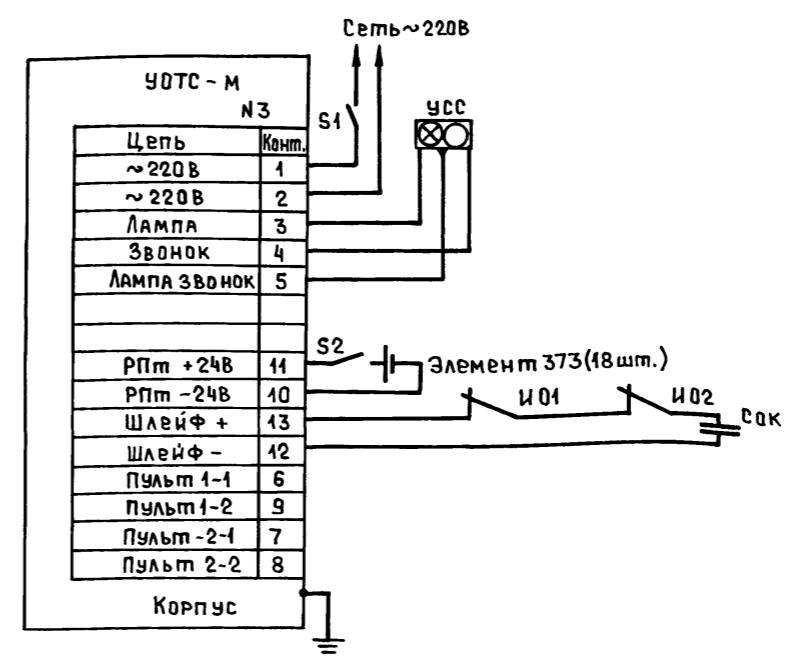 Сеть~220В
УОТС-М
N3
S1
УСС
Цепь Конт.
~220В 1
~220В 2
Лампа 3
Звонок 4
Лампа звонок 5
S2
РПт +24В 11
Элемент 373 (18 шт.)
РПт -24В 10
ИО1 ИО2
Шлейф + 13
СОК
Шлейф - 12
Пульт 1-1 6
Пульт 1-2 9
Пульт -2-1 7
Пульт 2-2 8
Корпус